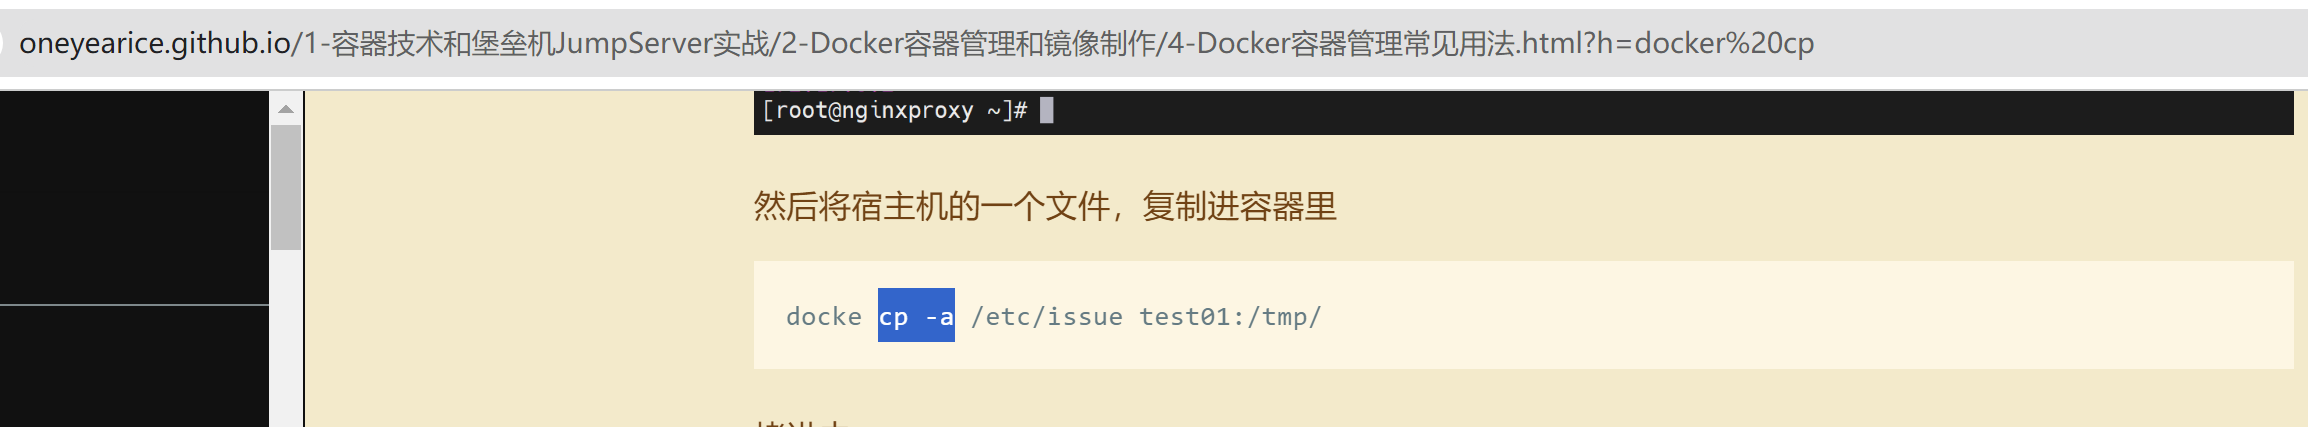 oneyearice.github.io/1-容器技术和堡垒机JumpServer实战/2-Docker容器管理和镜像制作/4-Docker容器管理常见用法.html?h=docker%20cp
[root@nginxproxy ~]#
然后将宿主机的一个文件，复制进容器里
docke cp -a /etc/issue test01:/tmp/